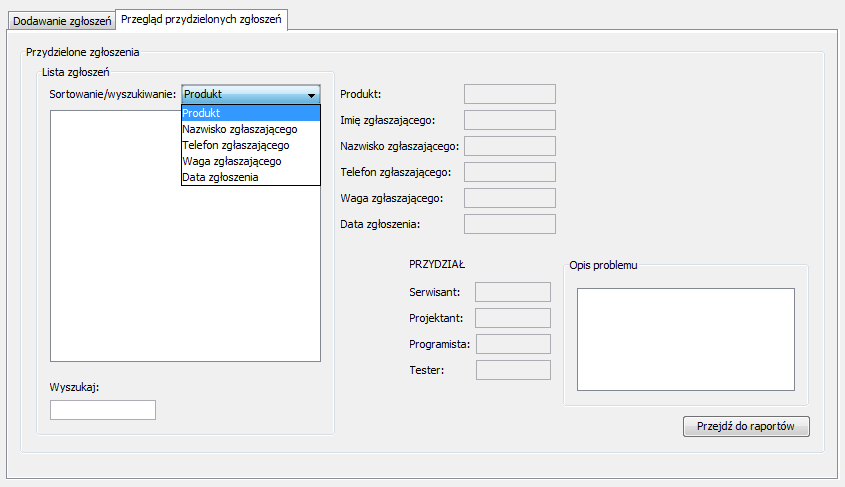 Dodawanie zgłoszeń
Przegląd przydzielonych zgłoszeń
Przydzielone zgłoszenia
Lista zgłoszeń
Sortowanie/wyszukiwanie:
Produkt
Produkt
Nazwisko zgłaszającego
Telefon zgłaszającego
Waga zgłaszającego
Data zgłoszenia
Wyszukaj:
Produkt:
Imię zgłaszającego:
Nazwisko zgłaszającego:
Telefon zgłaszającego:
Waga zgłaszającego:
Data zgłoszenia:
PRZYDZIAŁ
Serwisant:
Projektant:
Programista:
Tester:
Opis problemu
Przejdź do raportów